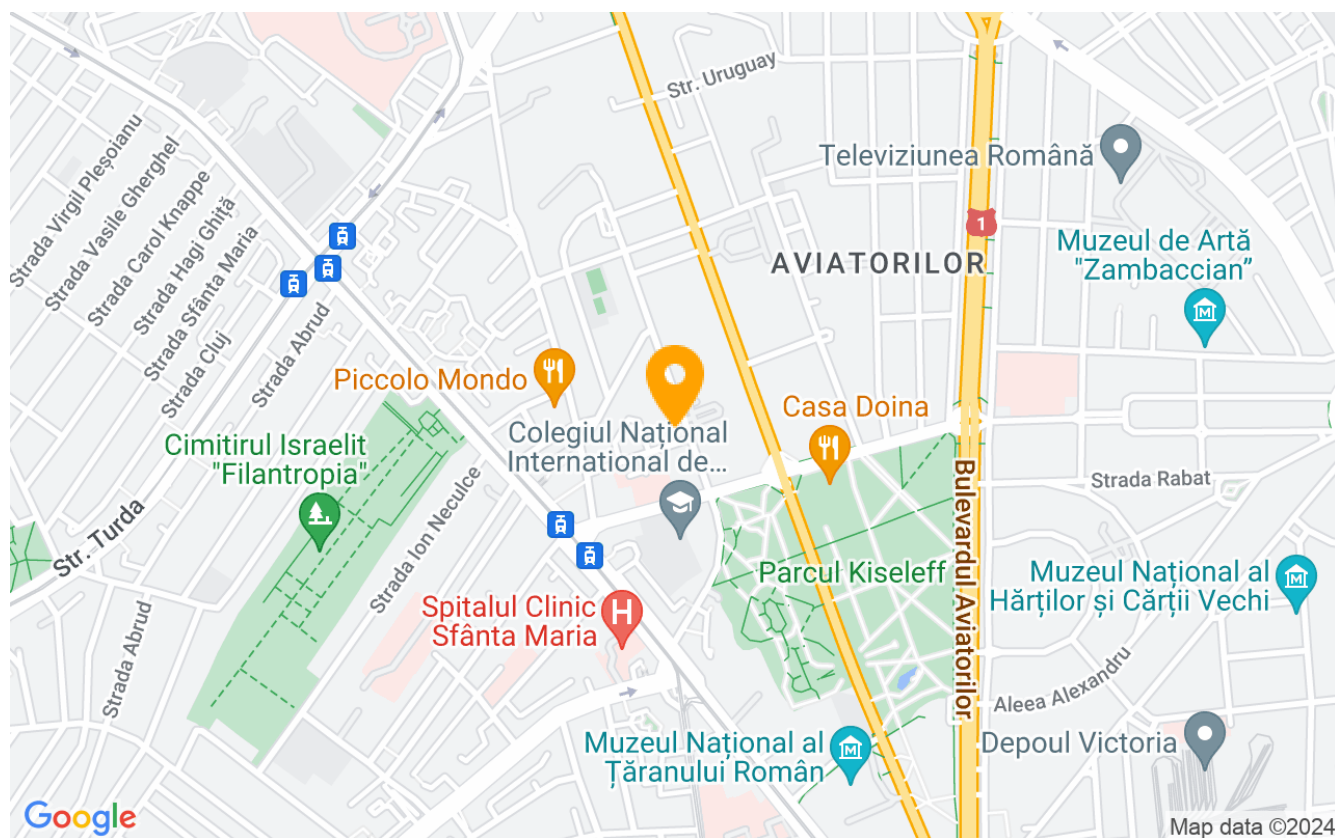 Str. Uruguay
Televiziunea Română
Strada Virgil Pleșoianu
Strada Vasile Gherghel
Strada Carol Knappe
Strada Hagi Ghiță
Strada Sfânta Maria
Strada Cluj
Strada Abrud
1
AVIATORILOR
Muzeul de Artă
"Zambaccian”
M
Piccolo Mondo
Casa Doina
Cimitirul Israelit
"Filantropia"
Colegiul Național
International de...
Strada Rabat
Bulevardul Aviatorilor
Str. Turda
Strada Ion Neculce
Parcul Kiseleff
Muzeul Național al
Hărților și Cărții Vechi
M
Spitalul Clinic
Sfânta Maria
H
Strada Abrud
Aleea Alexandru
Muzeul Național al
Țăranului Român
M
Depoul Victoria
Google
Map data ©2024